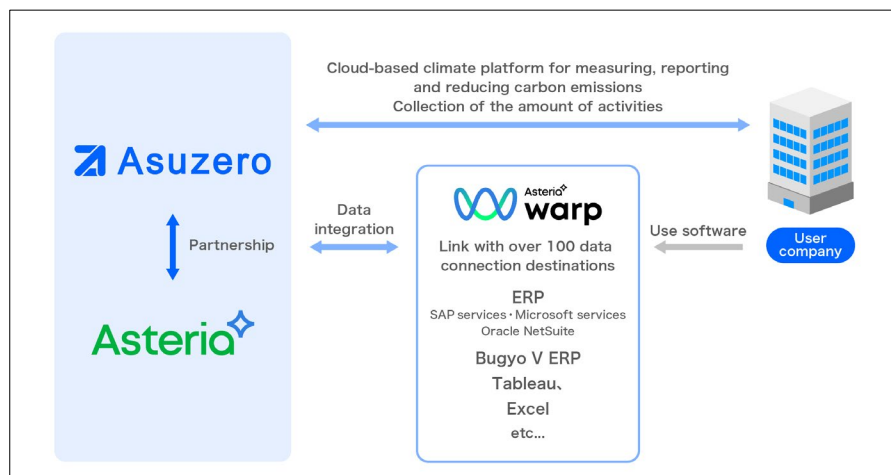 Cloud-based climate platform for measuring, reporting
and reducing carbon emissions
Collection of the amount of activities
Asuzero
Partnership
Asteria
Data
integration
Asteria
warp
Link with over 100 data
connection destinations
ERP
SAP services・Microsoft services
Oracle NetSuite
Bugyo V ERP
Tableau、
Excel
etc...
Use software
User
company